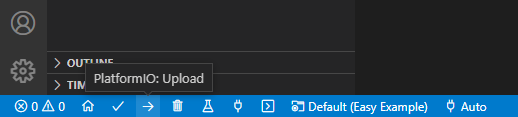 OUTLINE
PlatformIO: Upload
TIM
0 0 Default (Easy Example) Auto